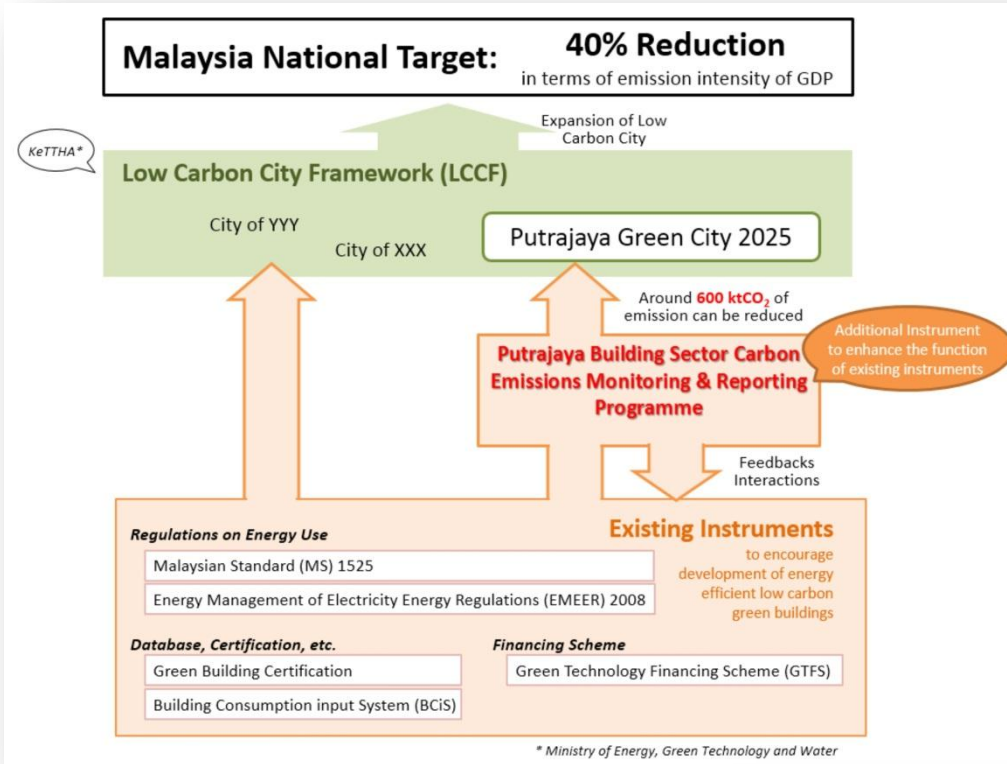 Malaysia National Target:
40% Reduction
in terms of emission intensity of GDP
Expansion of Low
Carbon City
KeTTHA*
Low Carbon City Framework (LCCF)
City of YYY
City of XXX
Putrajaya Green City 2025
Around 600 ktCO₂ of
emission can be reduced
Additional Instrument
to enhance the function
of existing instruments
Putrajaya Building Sector Carbon
Emissions Monitoring & Reporting
Programme
Feedbacks
Interactions
Existing Instruments
to encourage
development of energy
efficient low carbon
green buildings
Regulations on Energy Use
Malaysian Standard (MS) 1525
Energy Management of Electricity Energy Regulations (EMEER) 2008
Database, Certification, etc.
Green Building Certification
Building Consumption input System (BCiS)
Financing Scheme
Green Technology Financing Scheme (GTFS)
* Ministry of Energy, Green Technology and Water